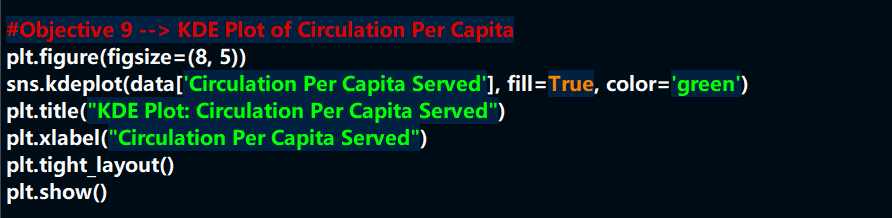 #Objective 9 --> KDE Plot of Circulation Per Capita
plt.figure(figsize=(8, 5))
sns.kdeplot(data['Circulation Per Capita Served'], fill=True, color='green')
plt.title("KDE Plot: Circulation Per Capita Served")
plt.xlabel("Circulation Per Capita Served")
plt.tight_layout()
plt.show()